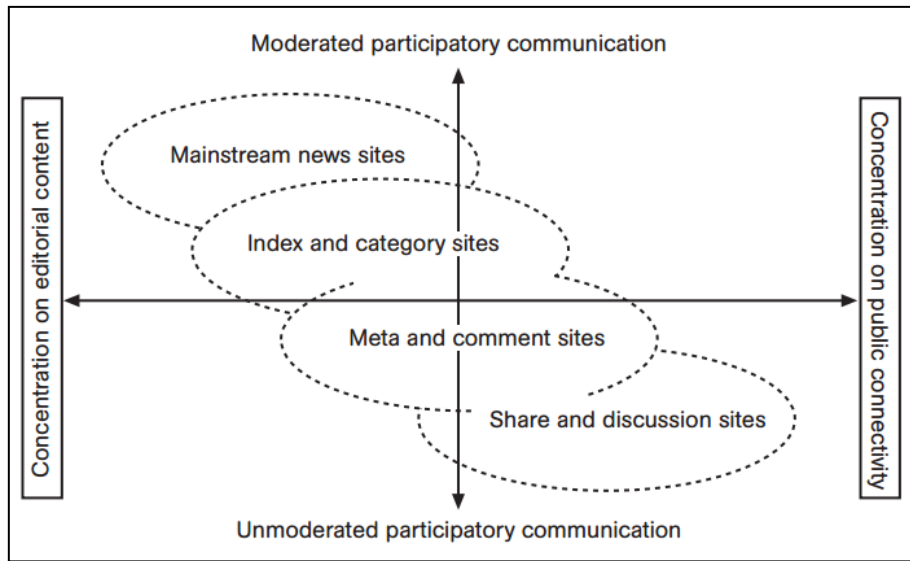 Moderated participatory communication
Concentration on editorial content
Concentration on public connectivity
Mainstream news sites
Index and category sites
Meta and comment sites
Share and discussion sites
Unmoderated participatory communication